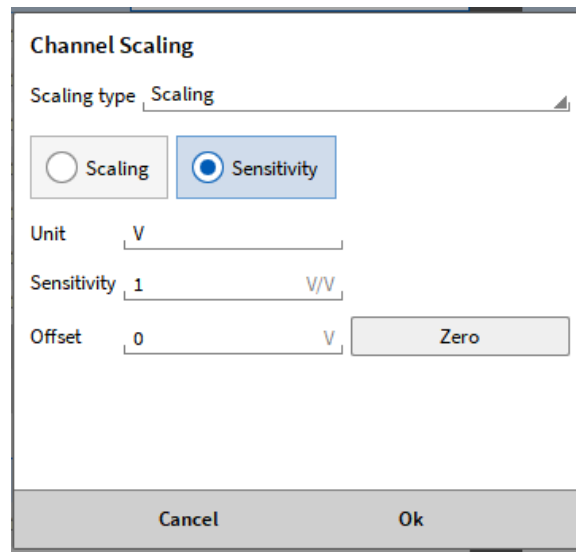 Channel Scaling
Scaling type Scaling
Scaling Sensitivity
Unit V
Sensitivity 1 V/V
Offset 0 V Zero
Cancel Ok